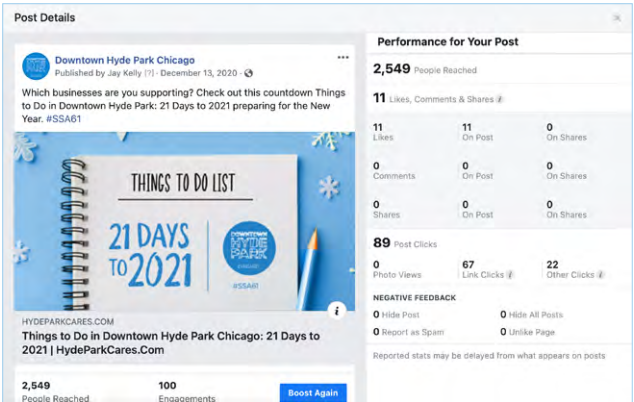 Post Details
Downtown Hyde Park Chicago
Published by Jay Kelly [?] · December 13, 2020 ·
Which businesses are you supporting? Check out this countdown Things
to Do in Downtown Hyde Park: 21 Days to 2021 preparing for the New
Year. #SSA61
THINGS TO DO LIST
21 DAYS
TO 2021
DOWNTOWN
HYDE
PARK
CHICAGO
#SSA61
HYDEPARKCARES.COM
Things to Do in Downtown Hyde Park Chicago: 21 Days to
2021 | HydeParkCares.Com
2,549
People Reached
100
Engagements
Boost Again
Performance for Your Post
2,549 People Reached
11 Likes, Comments & Shares i
11 Likes
11 On Post
0 On Shares
0 Comments
0 On Post
0 On Shares
0 Shares
0 On Post
0 On Shares
89 Post Clicks
0 Photo Views
67 Link Clicks i
22 Other Clicks i
NEGATIVE FEEDBACK
0 Hide Post
0 Hide All Posts
0 Report as Spam
0 Unlike Page
Reported stats may be delayed from what appears on posts